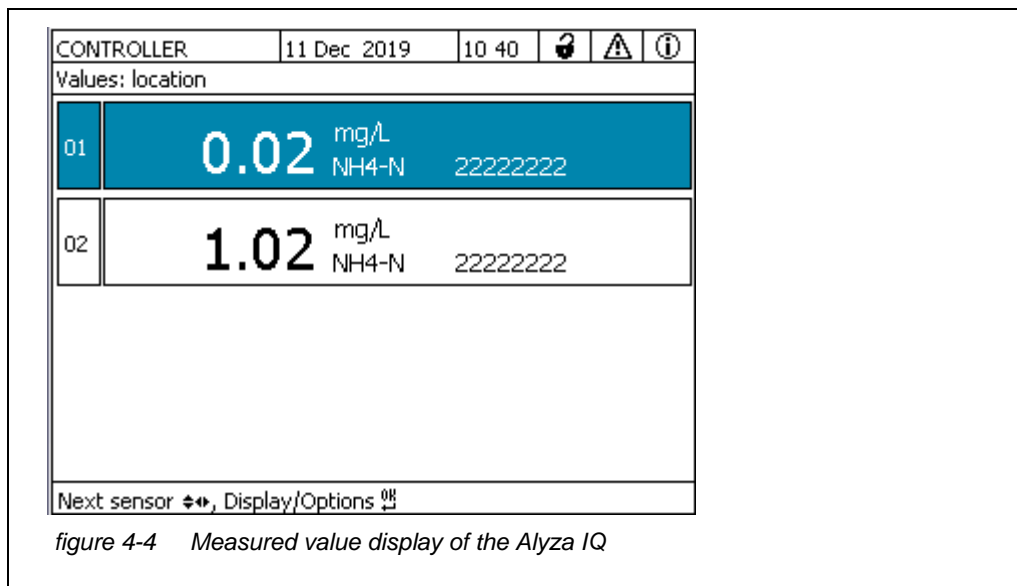 CONTROLLER 11 Dec 2019 10 40
Values: location
01 0.02 mg/L NH4-N 22222222
02 1.02 mg/L NH4-N 22222222
Next sensor, Display/Options OK
figure 4-4 Measured value display of the Alyza IQ